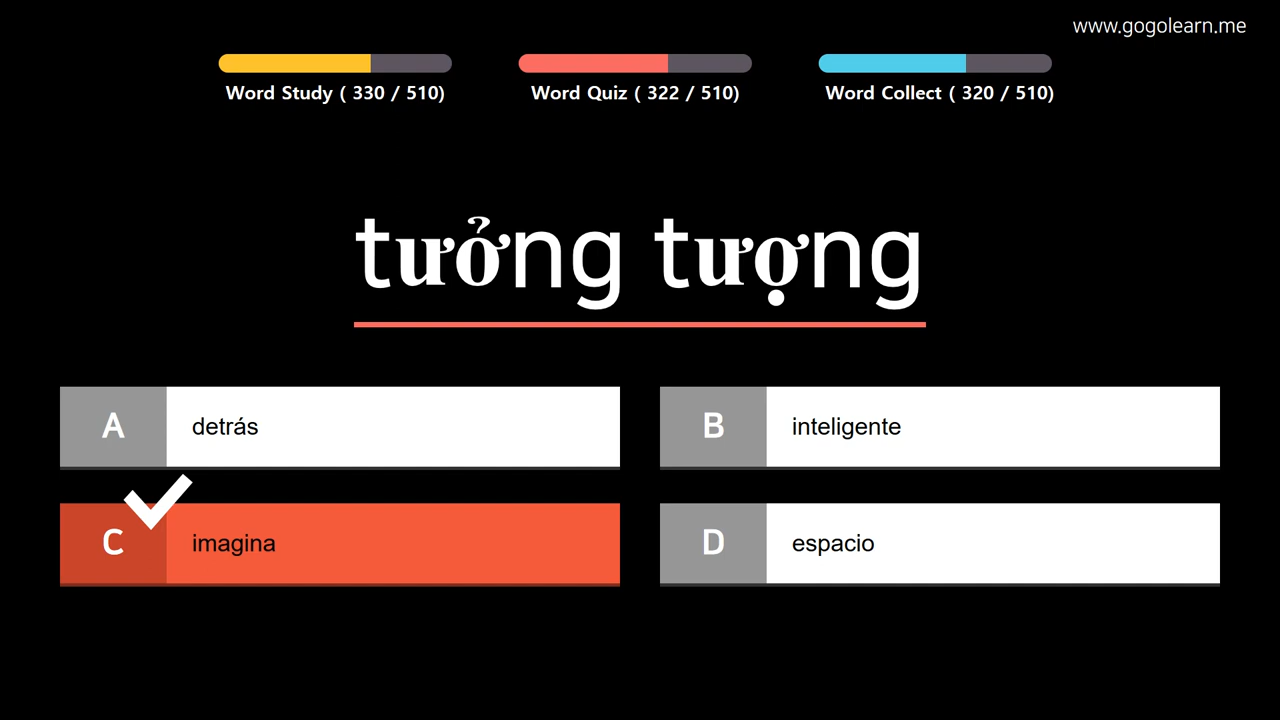 www.gogolearn.me
Word Study ( 330 / 510)
Word Quiz ( 322 / 510)
Word Collect ( 320 / 510)
tưởng tượng
A
detrás
B
inteligente
C
imagina
D
espacio